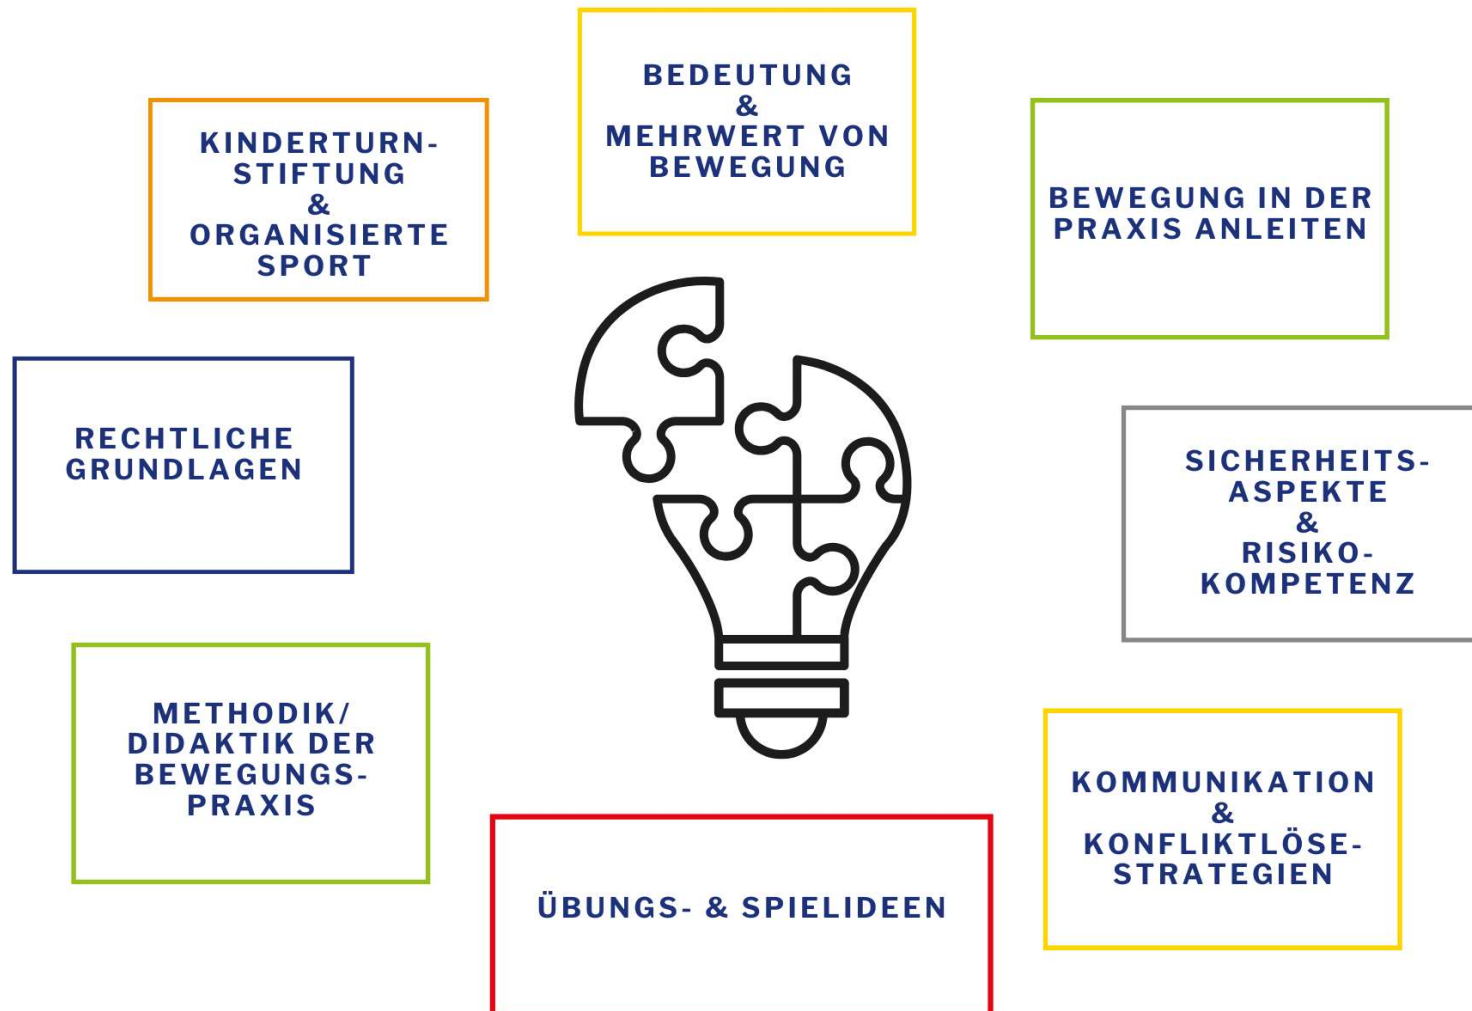 BEDEUTUNG
&
MEHRWERT VON
BEWEGUNG
KINDERTURN-
STIFTUNG
&
ORGANISIERTE
SPORT
BEWEGUNG IN DER
PRAXIS ANLEITEN
RECHTLICHE
GRUNDLAGEN
SICHERHEITS-
ASPEKTE
&
RISIKO-
KOMPETENZ
METHODIK/
DIDAKTIK DER
BEWEGUNGS-
PRAXIS
KOMMUNIKATION
&
KONFLIKTLÖSE-
STRATEGIEN
ÜBUNGS- & SPIELIDEEN